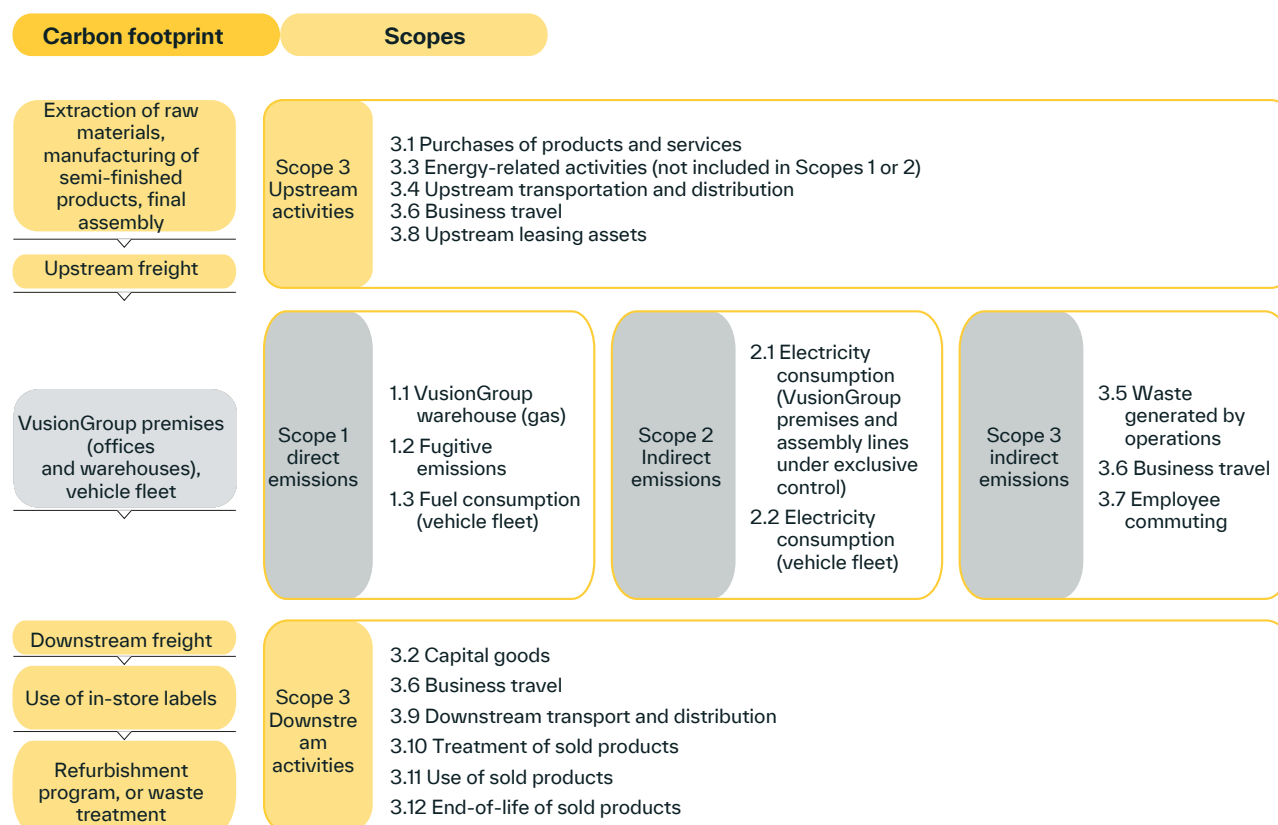 Carbon footprint
Scopes
Extraction of raw
materials,
manufacturing of
semi-finished
products, final
assembly
Upstream freight
Scope 3
Upstream
activities
3.1 Purchases of products and services
3.3 Energy-related activities (not included in Scopes 1 or 2)
3.4 Upstream transportation and distribution
3.6 Business travel
3.8 Upstream leasing assets
VusionGroup premises
(offices
and warehouses),
vehicle fleet
Scope 1
direct
emissions
1.1 VusionGroup
warehouse (gas)
1.2 Fugitive
emissions
1.3 Fuel consumption
(vehicle fleet)
Scope 2
Indirect
emissions
2.1 Electricity
consumption
(VusionGroup
premises and
assembly lines
under exclusive
control)
2.2 Electricity
consumption
(vehicle fleet)
Scope 3
indirect
emissions
3.5 Waste
generated by
operations
3.6 Business travel
3.7 Employee
commuting
Downstream freight
Use of in-store labels
Refurbishment
program, or waste
treatment
Scope 3
Downstre
am
activities
3.2 Capital goods
3.6 Business travel
3.9 Downstream transport and distribution
3.10 Treatment of sold products
3.11 Use of sold products
3.12 End-of-life of sold products